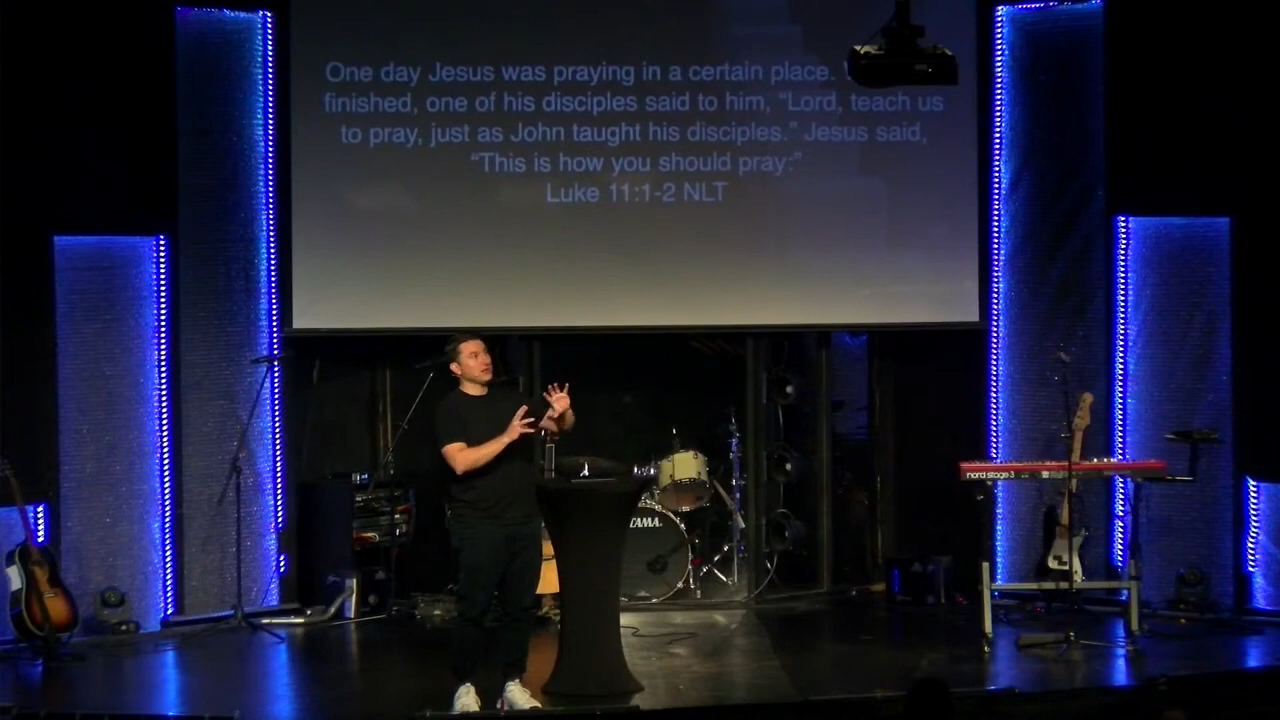 One day Jesus was praying in a certain place.
finished, one of his disciples said to him, “Lord, teach us
to pray, just as John taught his disciples.” Jesus said,
“This is how you should pray:”
Luke 11:1-2 NLT
TAMA.
nord stage 3